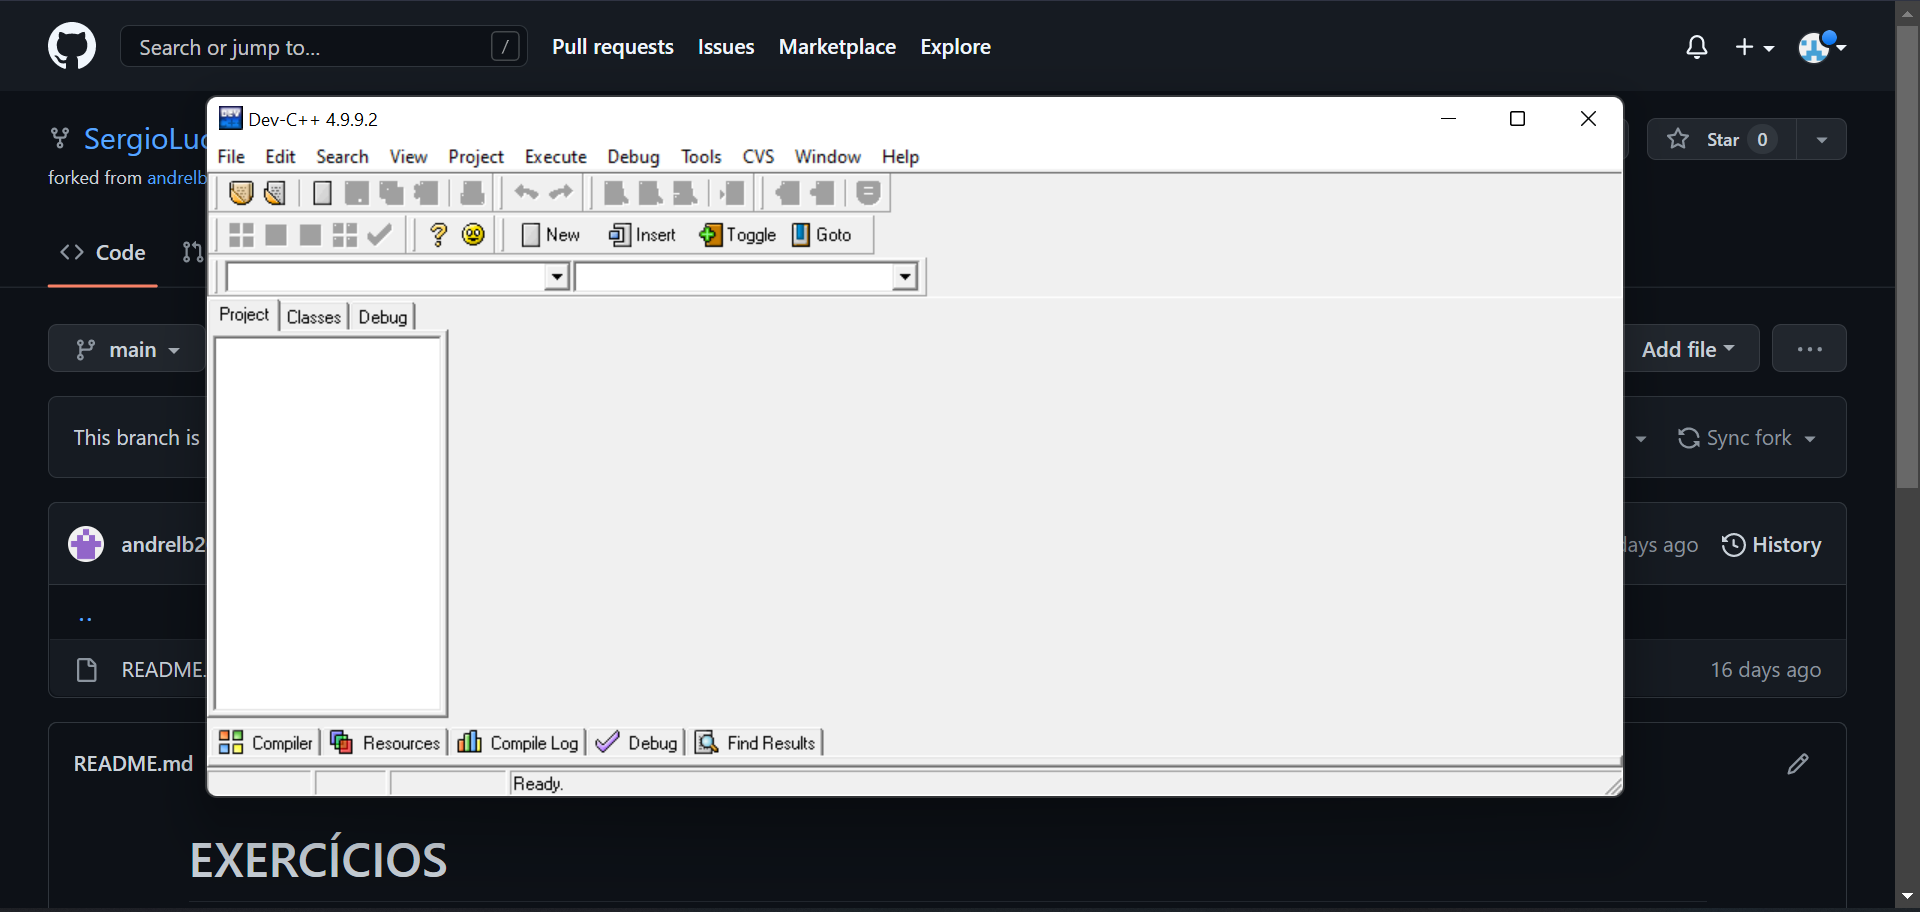 Search or jump to...
/
Pull requests
Issues
Marketplace
Explore
SergioLuc
forked from andrelb
Star 0
Code
main
Add file
This branch is
Sync fork
andrelb2
days ago
History
..
README.
16 days ago
README.md
EXERCÍCIOS
DEV
Dev-C++ 4.9.9.2
File Edit Search View Project Execute Debug Tools CVS Window Help
New Insert Toggle Goto
Project Classes Debug
Compiler Resources Compile Log Debug Find Results
Ready.